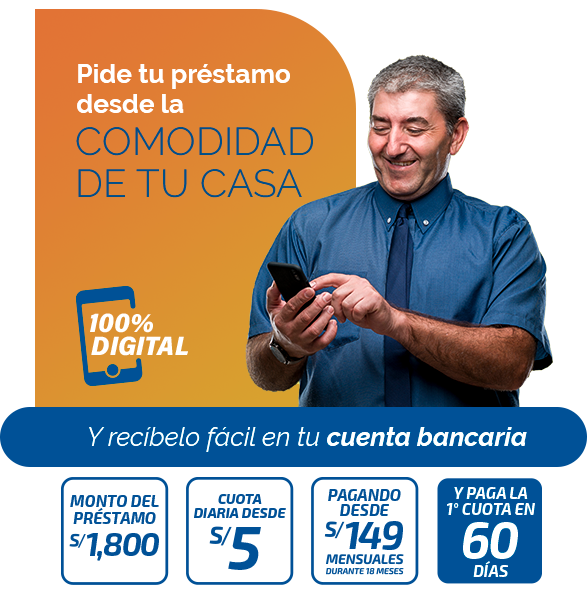 Pide tu préstamo
desde la
COMODIDAD
DE TU CASA
100%
DIGITAL
Y recíbelo fácil en tu cuenta bancaria
MONTO DEL
PRÉSTAMO
S/1,800
CUOTA
DIARIA DESDE
S/5
PAGANDO
DESDE
S/149
MENSUALES
DURANTE 18 MESES
Y PAGA LA
1º CUOTA EN
60
DÍAS